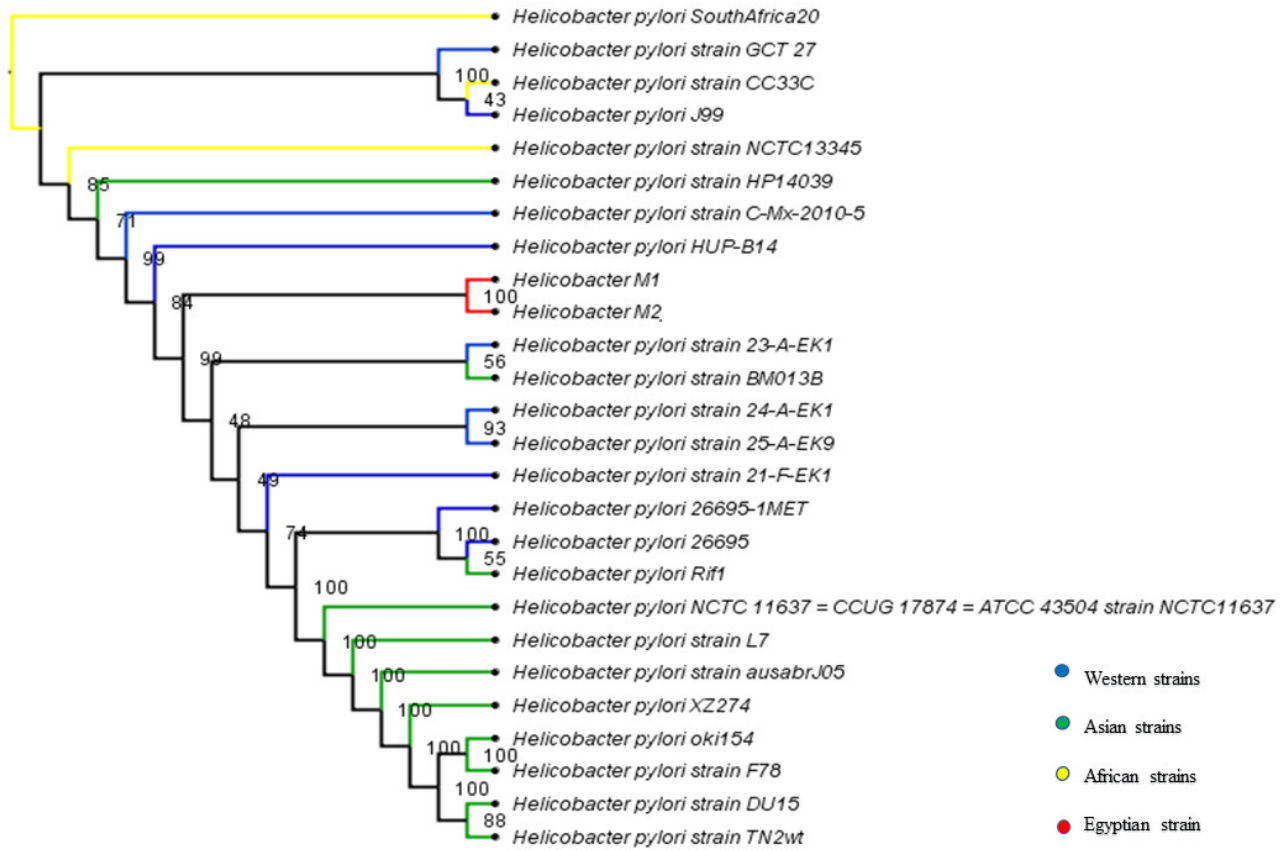 Helicobacter pylori SouthAfrica20
Helicobacter pylori strain GCT 27
100
Helicobacter pylori strain CC33C
43
Helicobacter pylori J99
Helicobacter pylori strain NCTC13345
85
Helicobacter pylori strain HP14039
71
Helicobacter pylori strain C-Mx-2010-5
99
Helicobacter pylori HUP-B14
84
Helicobacter M1
100
Helicobacter M2
99
Helicobacter pylori strain 23-A-EK1
56
Helicobacter pylori strain BM013B
48
Helicobacter pylori strain 24-A-EK1
93
Helicobacter pylori strain 25-A-EK9
49
Helicobacter pylori strain 21-F-EK1
74
Helicobacter pylori 26695-1MET
100
Helicobacter pylori 26695
55
Helicobacter pylori Rif1
100
Helicobacter pylori NCTC 11637 = CCUG 17874 = ATCC 43504 strain NCTC11637
100
Helicobacter pylori strain L7
100
Helicobacter pylori strain ausabrJ05
100
Helicobacter pylori XZ274
100
Helicobacter pylori oki154
100
Helicobacter pylori strain F78
100
Helicobacter pylori strain DU15
88
Helicobacter pylori strain TN2wt
Western strains
Asian strains
African strains
Egyptian strain